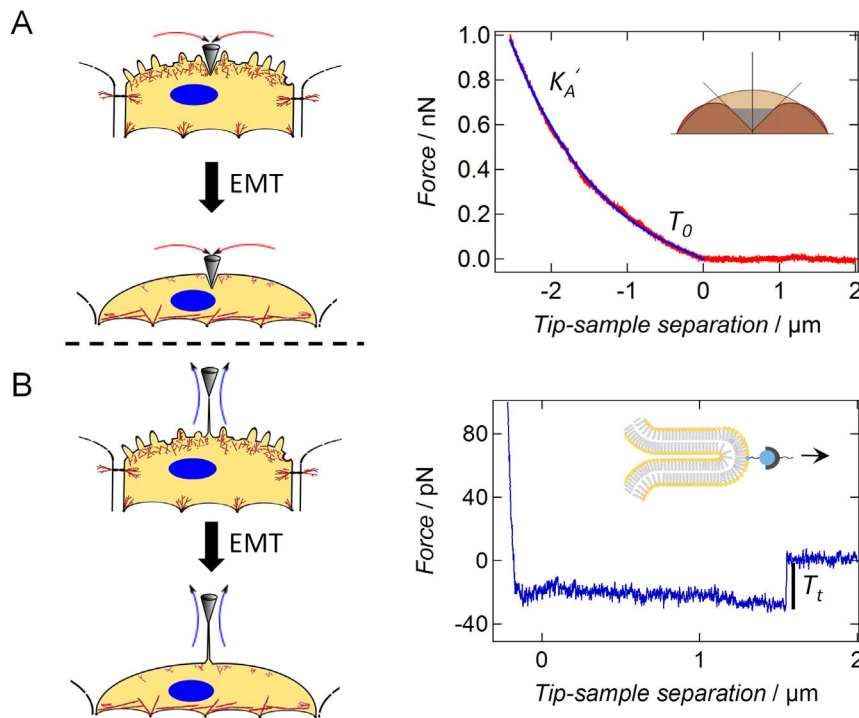 A
EMT
Force / nN
1.0
0.8
0.6
0.4
0.2
0.0
K_A‘
T_0
-2
-1
0
1
2
Tip-sample separation / µm
B
EMT
Force / pN
80
40
0
-40
T_t
0
1
2
Tip-sample separation / µm